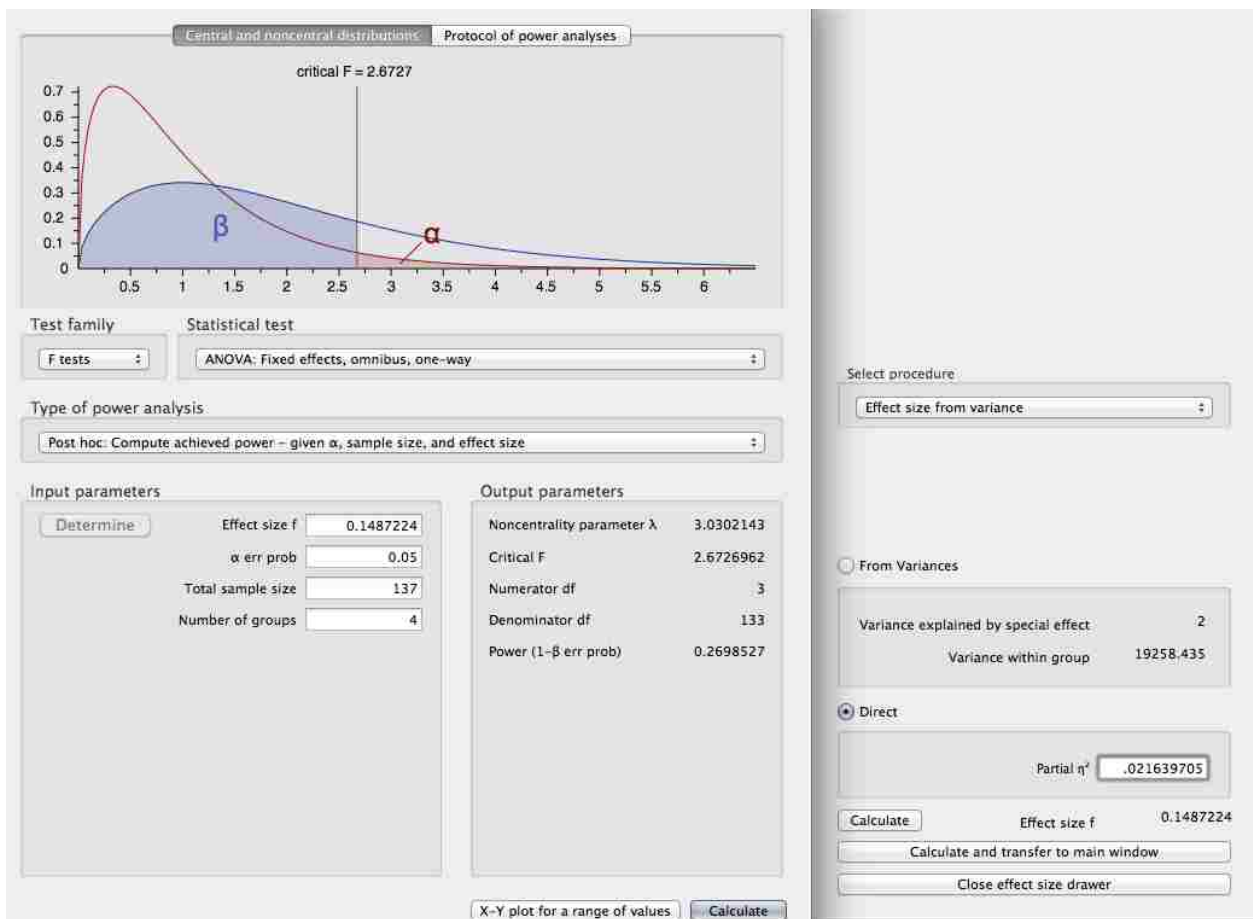 Central and noncentral distributions
Protocol of power analyses
critical F = 2.6727
0.7
0.6
0.5
0.4
0.3
0.2
0.1
0
β
α
0.5 1 1.5 2 2.5 3 3.5 4 4.5 5 5.5 6
Test family
Statistical test
F tests
ANOVA: Fixed effects, omnibus, one-way
Type of power analysis
Post hoc: Compute achieved power – given α, sample size, and effect size
Input parameters
Determine
Effect size f 0.1487224
α err prob 0.05
Total sample size 137
Number of groups 4
Output parameters
Noncentrality parameter λ 3.0302143
Critical F 2.6726962
Numerator df 3
Denominator df 133
Power (1-β err prob) 0.2698527
X-Y plot for a range of values
Calculate
Select procedure
Effect size from variance
From Variances
Variance explained by special effect 2
Variance within group 19258.435
Direct
Partial η² .021639705
Calculate
Effect size f 0.1487224
Calculate and transfer to main window
Close effect size drawer